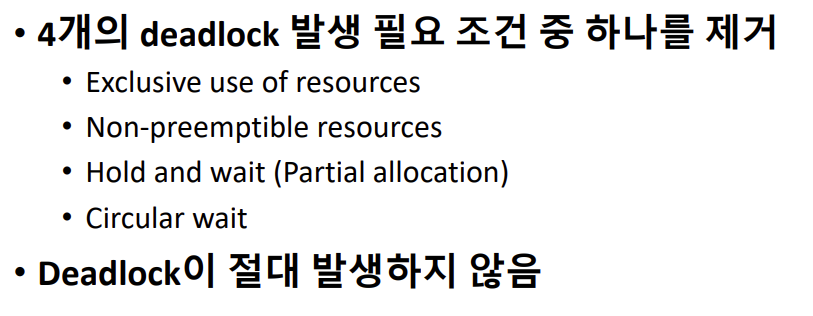 • 4개의 deadlock 발생 필요 조건 중 하나를 제거
• Exclusive use of resources
• Non-preemptible resources
• Hold and wait (Partial allocation)
• Circular wait
• Deadlock이 절대 발생하지 않음